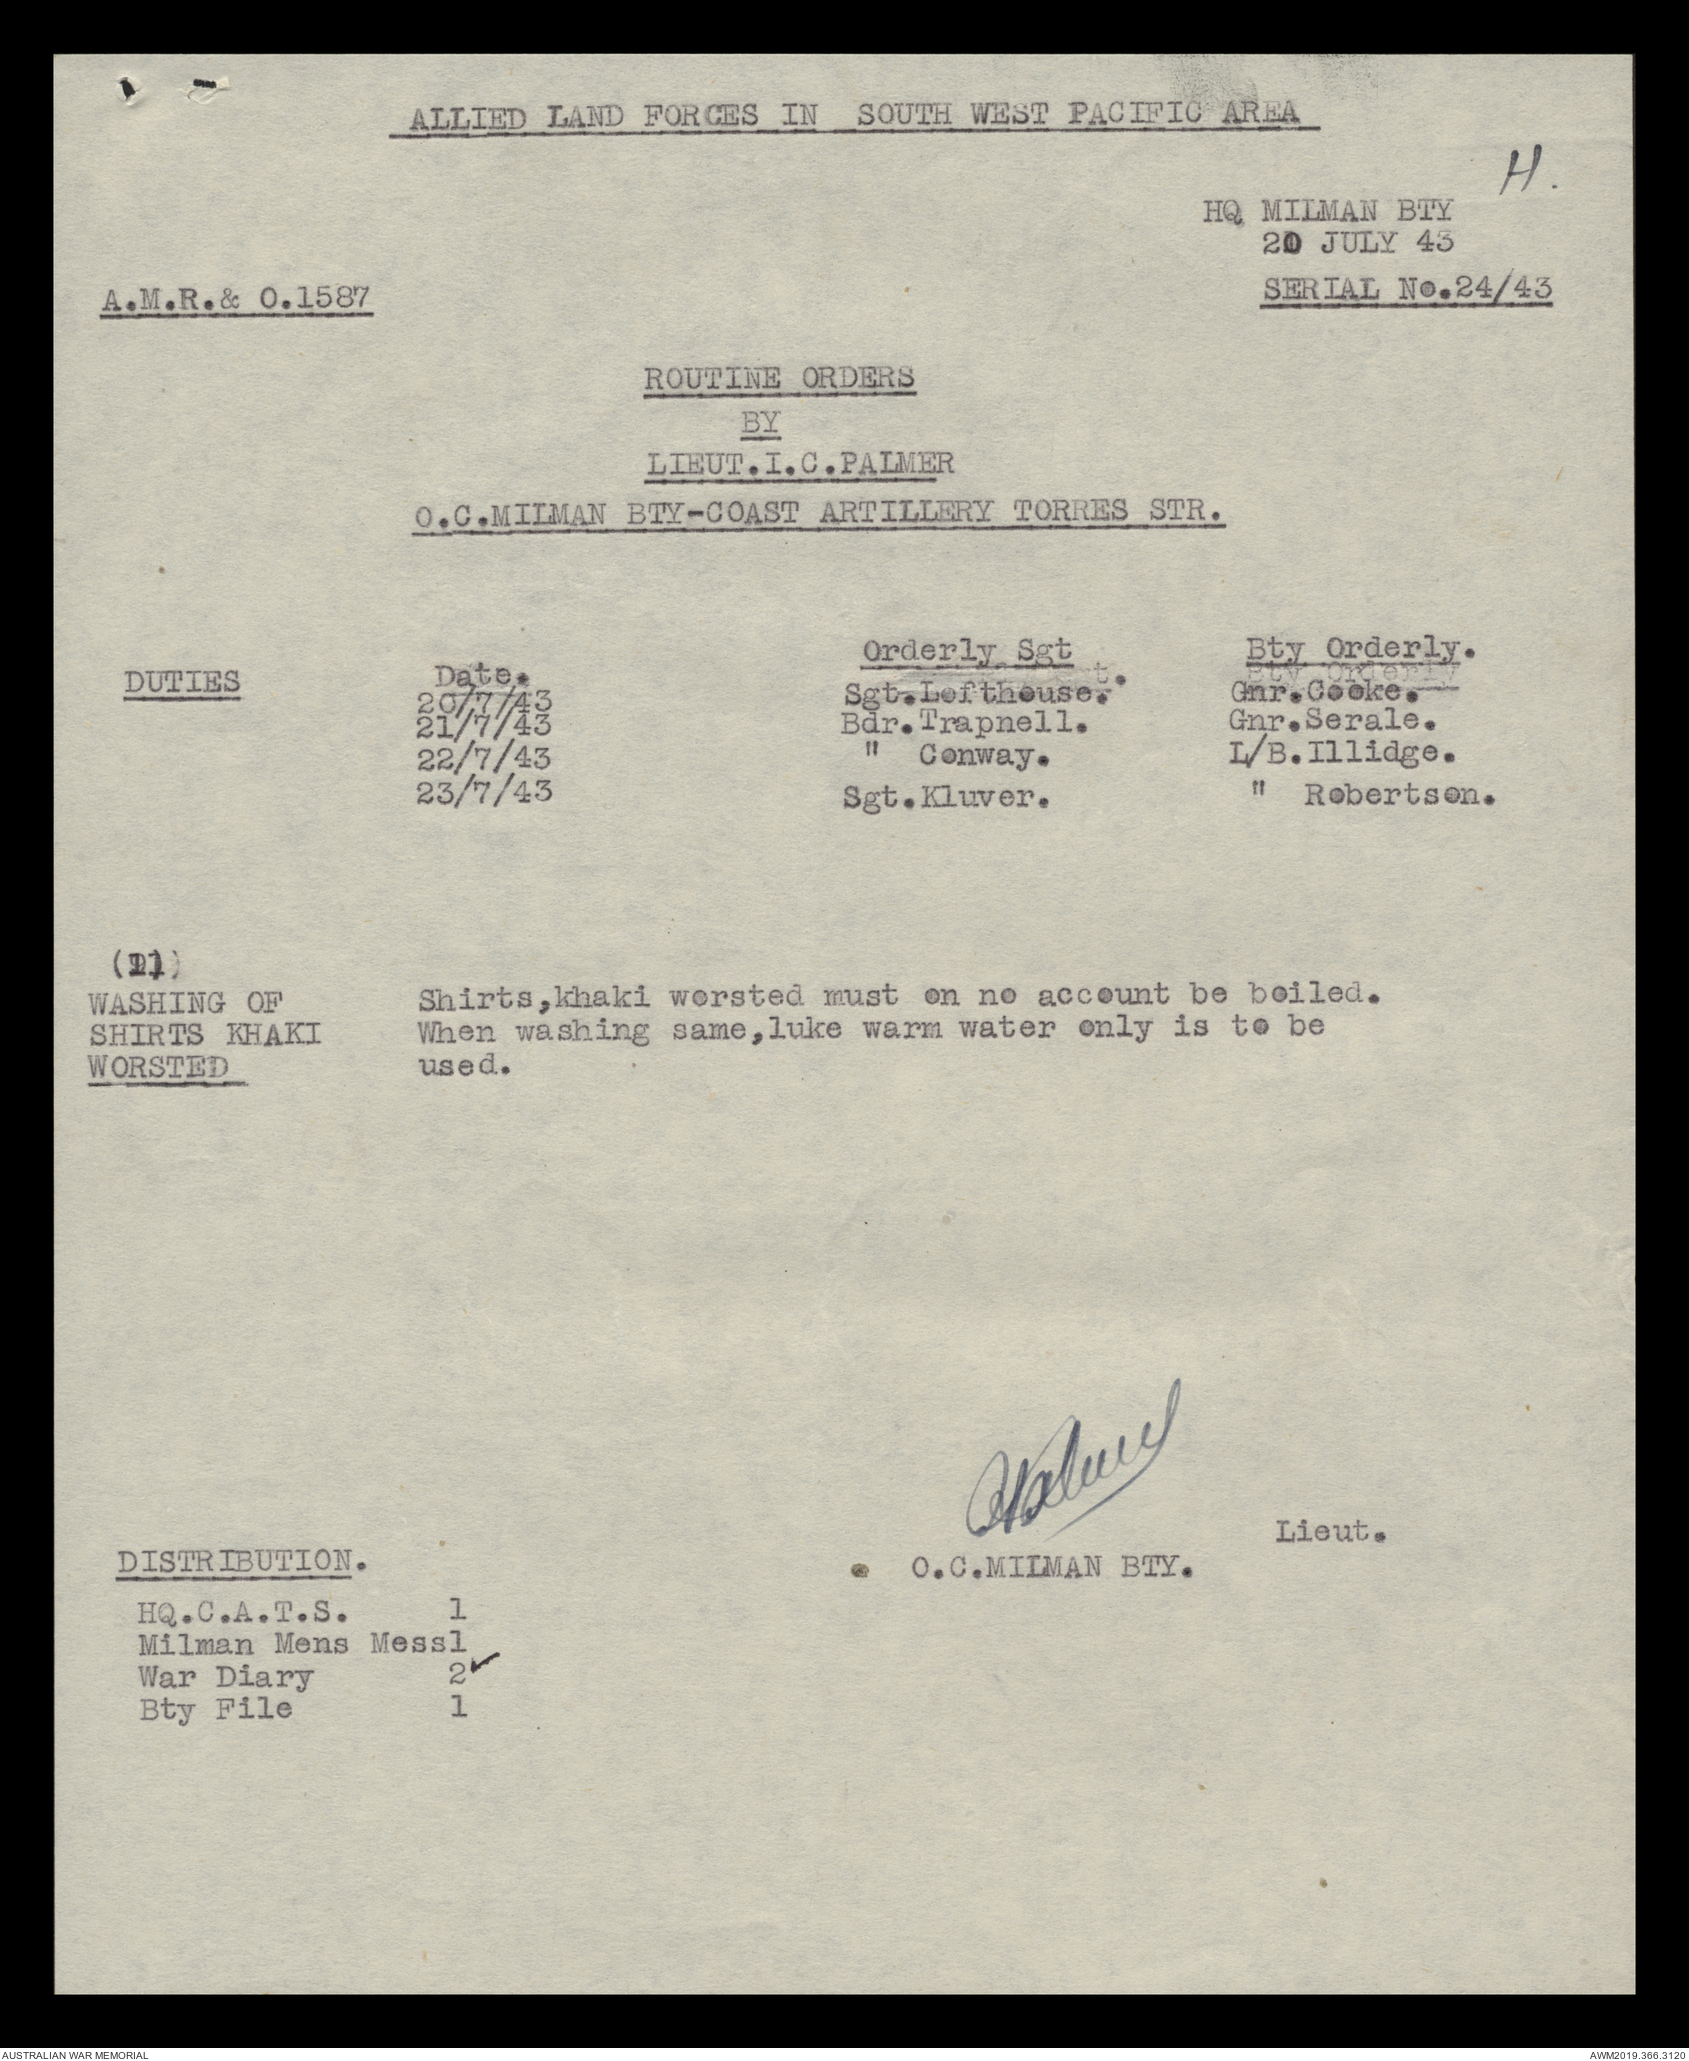 ALLIED LAND FORCES IN SOUTH WEST PACIFIC AREA
H.
HQ MILMAN BTY
20 JULY 43
A.M.R.& O.1587
SERIAL No.24/43
ROUTINE ORDERS
BY
LIEUT.I.C.PALMER
O.C.MILMAN BTY-COAST ARTILLERY TORRES STR.
DUTIES Date. Orderly Sgt Bty Orderly.
20/7/43 Sgt.Lofthouse. Gnr.Cooke.
21/7/43 Bdr.Trapnell. Gnr.Serale.
22/7/43 " Conway. L/B.Illidge.
23/7/43 Sgt.Kluver. " Robertson.
WASHING OF Shirts,khaki worsted must on no account be boiled.
SHIRTS KHAKI When washing same,luke warm water only is to be
WORSTED used.
Lieut.
DISTRIBUTION. O.C.MILMAN BTY.
HQ.C.A.T.S. 1
Milman Mens Mess1
War Diary 2✓
Bty File 1
AUSTRALIAN WAR MEMORIAL AWM2019.366.3120